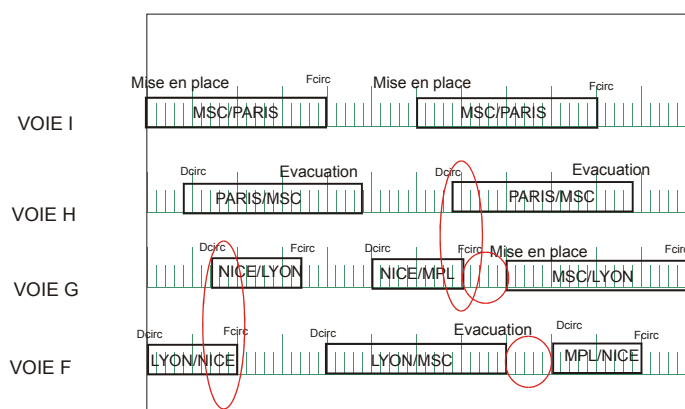 Mise en place Fcirc Mise en place Fcirc
VOIE I MSC/PARIS MSC/PARIS
Dcirc Evacuation Dcirc Evacuation
VOIE H PARIS/MSC PARIS/MSC
Dcirc Fcirc Dcirc Fcirc Mise en place Fcirc
VOIE G NICE/LYON NICE/MPL MSC/LYON
Dcirc Fcirc Dcirc Evacuation Dcirc Fcirc
VOIE F LYON/NICE LYON/MSC MPL/NICE